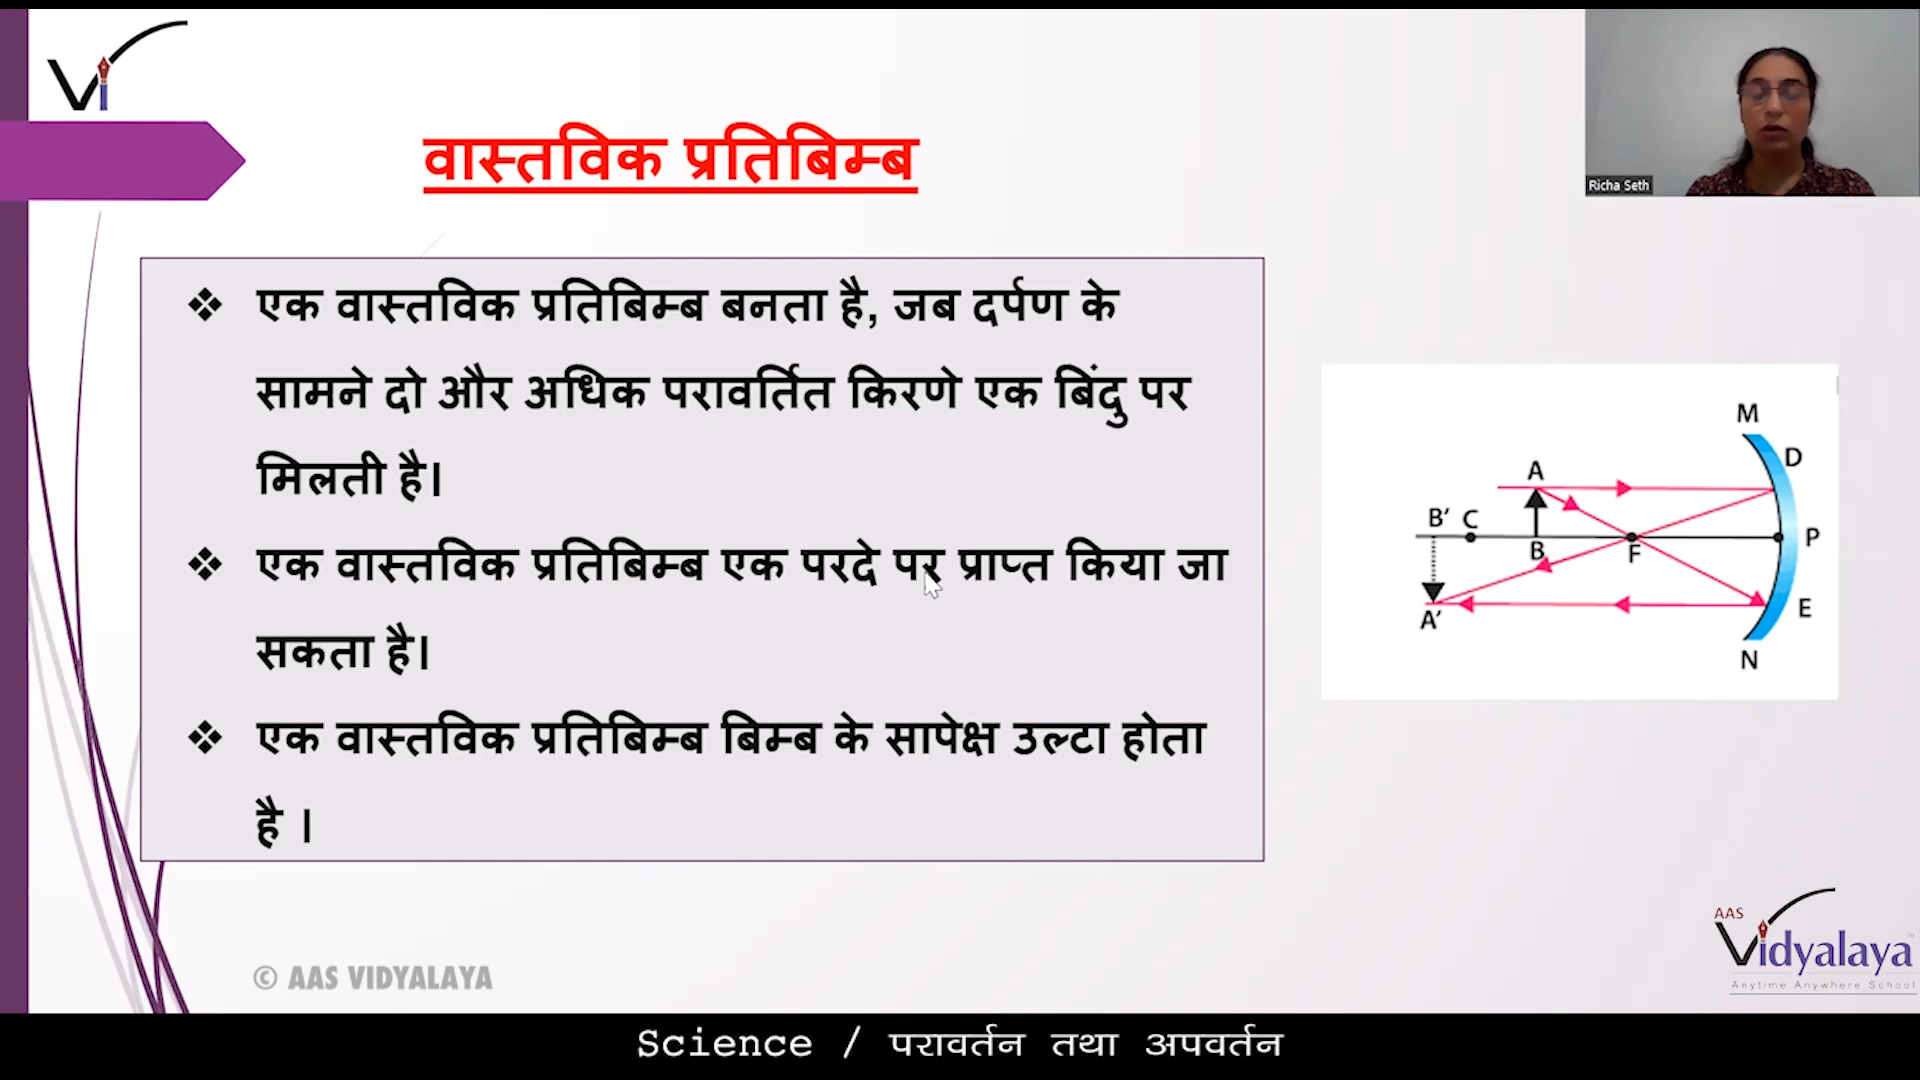 Vi
वास्तविक प्रतिबिम्ब
Richa Seth
❖ एक वास्तविक प्रतिबिम्ब बनता है, जब दर्पण के
सामने दो और अधिक परावर्तित किरणे एक बिंदु पर
मिलती है।
❖ एक वास्तविक प्रतिबिम्ब एक परदे पर प्राप्त किया जा
सकता है।
❖ एक वास्तविक प्रतिबिम्ब बिम्ब के सापेक्ष उल्टा होता
है ।
M
D
A
B' C
B
F
P
A'
E
N
© AAS VIDYALAYA
AAS
Vidyalaya
Anytime Anywhere School
Science / परावर्तन तथा अपवर्तन